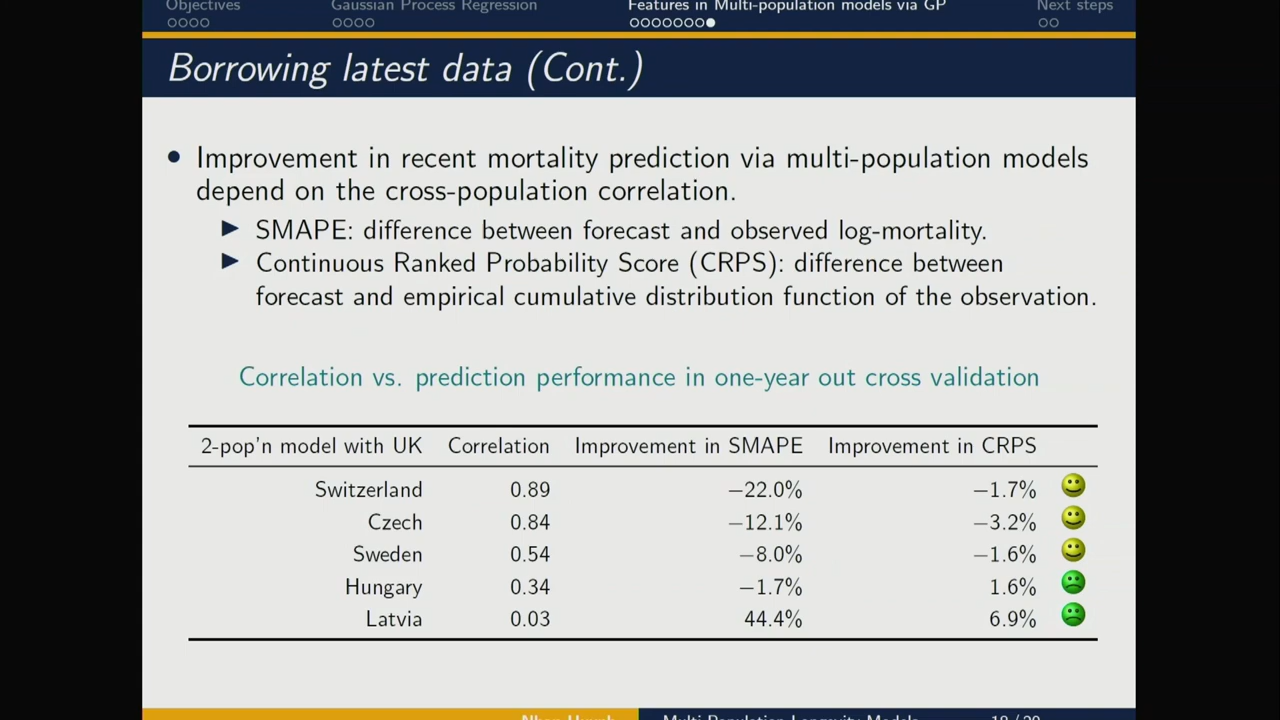 Objectives Gaussian Process Regression Features in Multi-population models via GP Next steps
Borrowing latest data (Cont.)
• Improvement in recent mortality prediction via multi-population models
depend on the cross-population correlation.
▶ SMAPE: difference between forecast and observed log-mortality.
▶ Continuous Ranked Probability Score (CRPS): difference between
forecast and empirical cumulative distribution function of the observation.
Correlation vs. prediction performance in one-year out cross validation
2-pop'n model with UK Correlation Improvement in SMAPE Improvement in CRPS
Switzerland 0.89 −22.0% −1.7%
Czech 0.84 −12.1% −3.2%
Sweden 0.54 −8.0% −1.6%
Hungary 0.34 −1.7% 1.6%
Latvia 0.03 44.4% 6.9%
Multi-Population Longevity Models